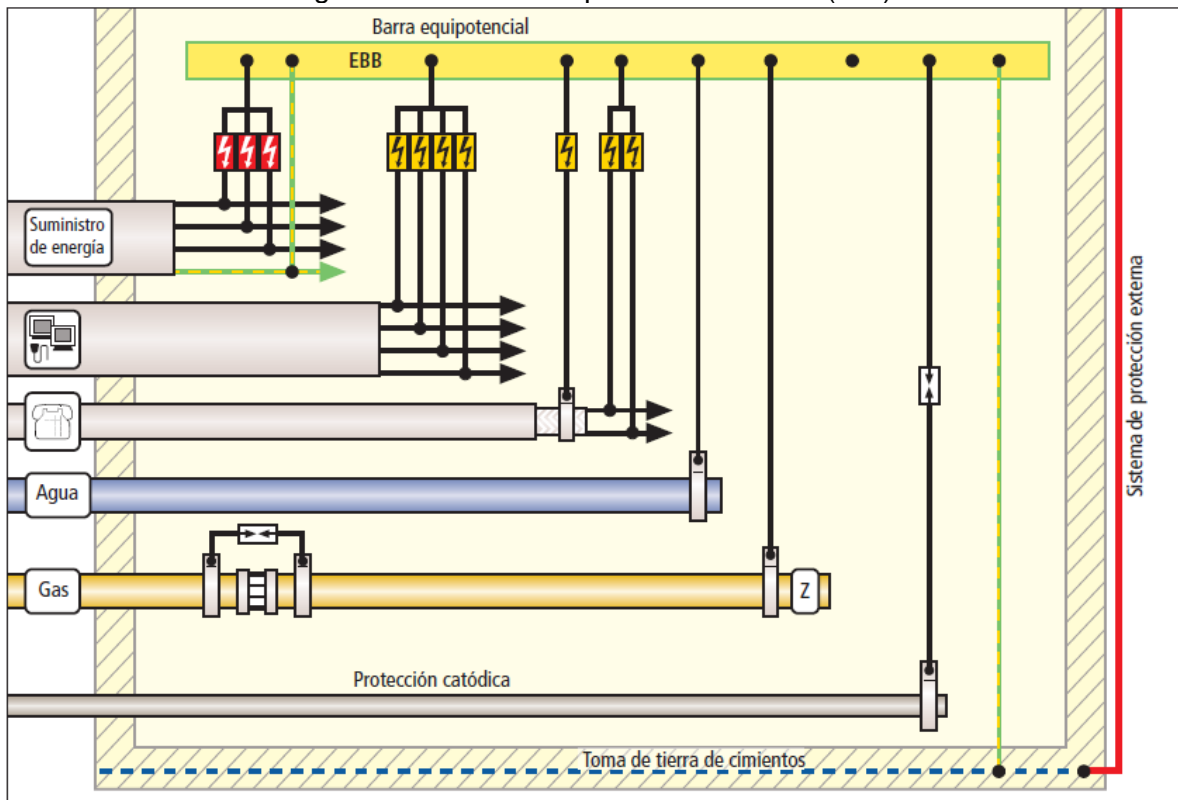 Barra equipotencial
EBB
Suministro
de energía
Agua
Gas
Z
Protección catódica
Toma de tierra de cimientos
Sistema de protección externa